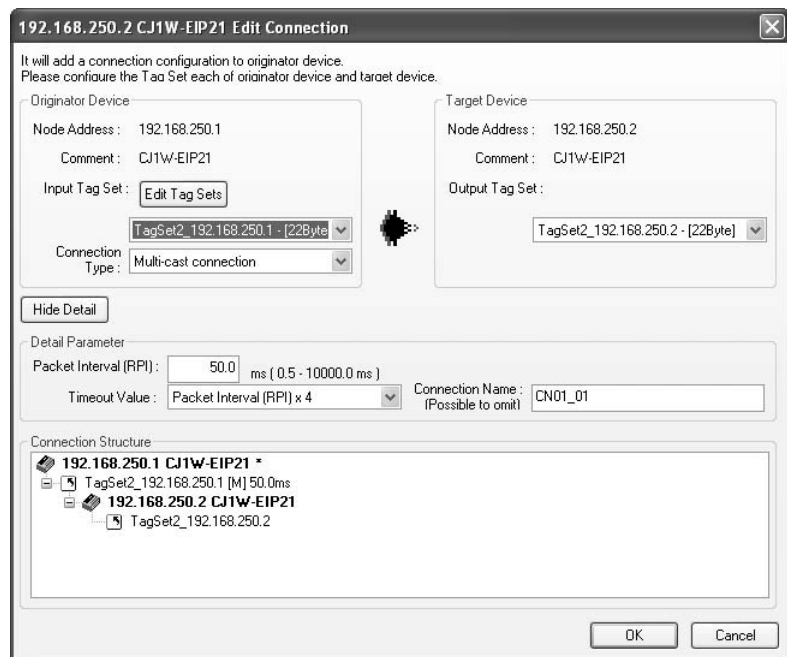 192.168.250.2 CJ1W-EIP21 Edit Connection
It will add a connection configuration to originator device.
Please configure the Tag Set each of originator device and target device.
Originator Device
Node Address : 192.168.250.1
Comment : CJ1W-EIP21
Input Tag Set : Edit Tag Sets
TagSet2_192.168.250.1 - [22Byte
Connection Type : Multi-cast connection
Target Device
Node Address : 192.168.250.2
Comment : CJ1W-EIP21
Output Tag Set :
TagSet2_192.168.250.2 - [22Byte]
Hide Detail
Detail Parameter
Packet Interval (RPI) : 50.0 ms ( 0.5 - 10000.0 ms )
Timeout Value : Packet Interval (RPI) x 4
Connection Name : CN01_01
(Possible to omit)
Connection Structure
192.168.250.1 CJ1W-EIP21 *
TagSet2_192.168.250.1 [M] 50.0ms
192.168.250.2 CJ1W-EIP21
TagSet2_192.168.250.2
OK Cancel